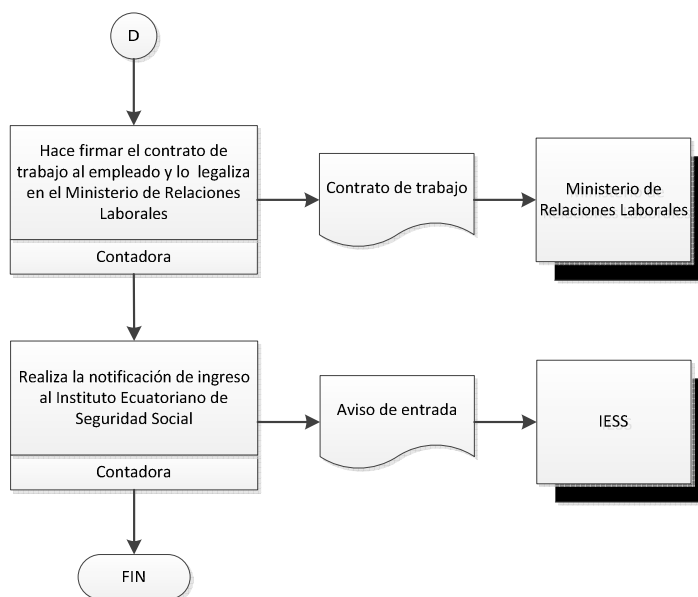 D
Hace firmar el contrato de
trabajo al empleado y lo legaliza
en el Ministerio de Relaciones
Laborales
Contadora
Contrato de trabajo
Ministerio de
Relaciones Laborales
Realiza la notificación de ingreso
al Instituto Ecuatoriano de
Seguridad Social
Contadora
Aviso de entrada
IESS
FIN